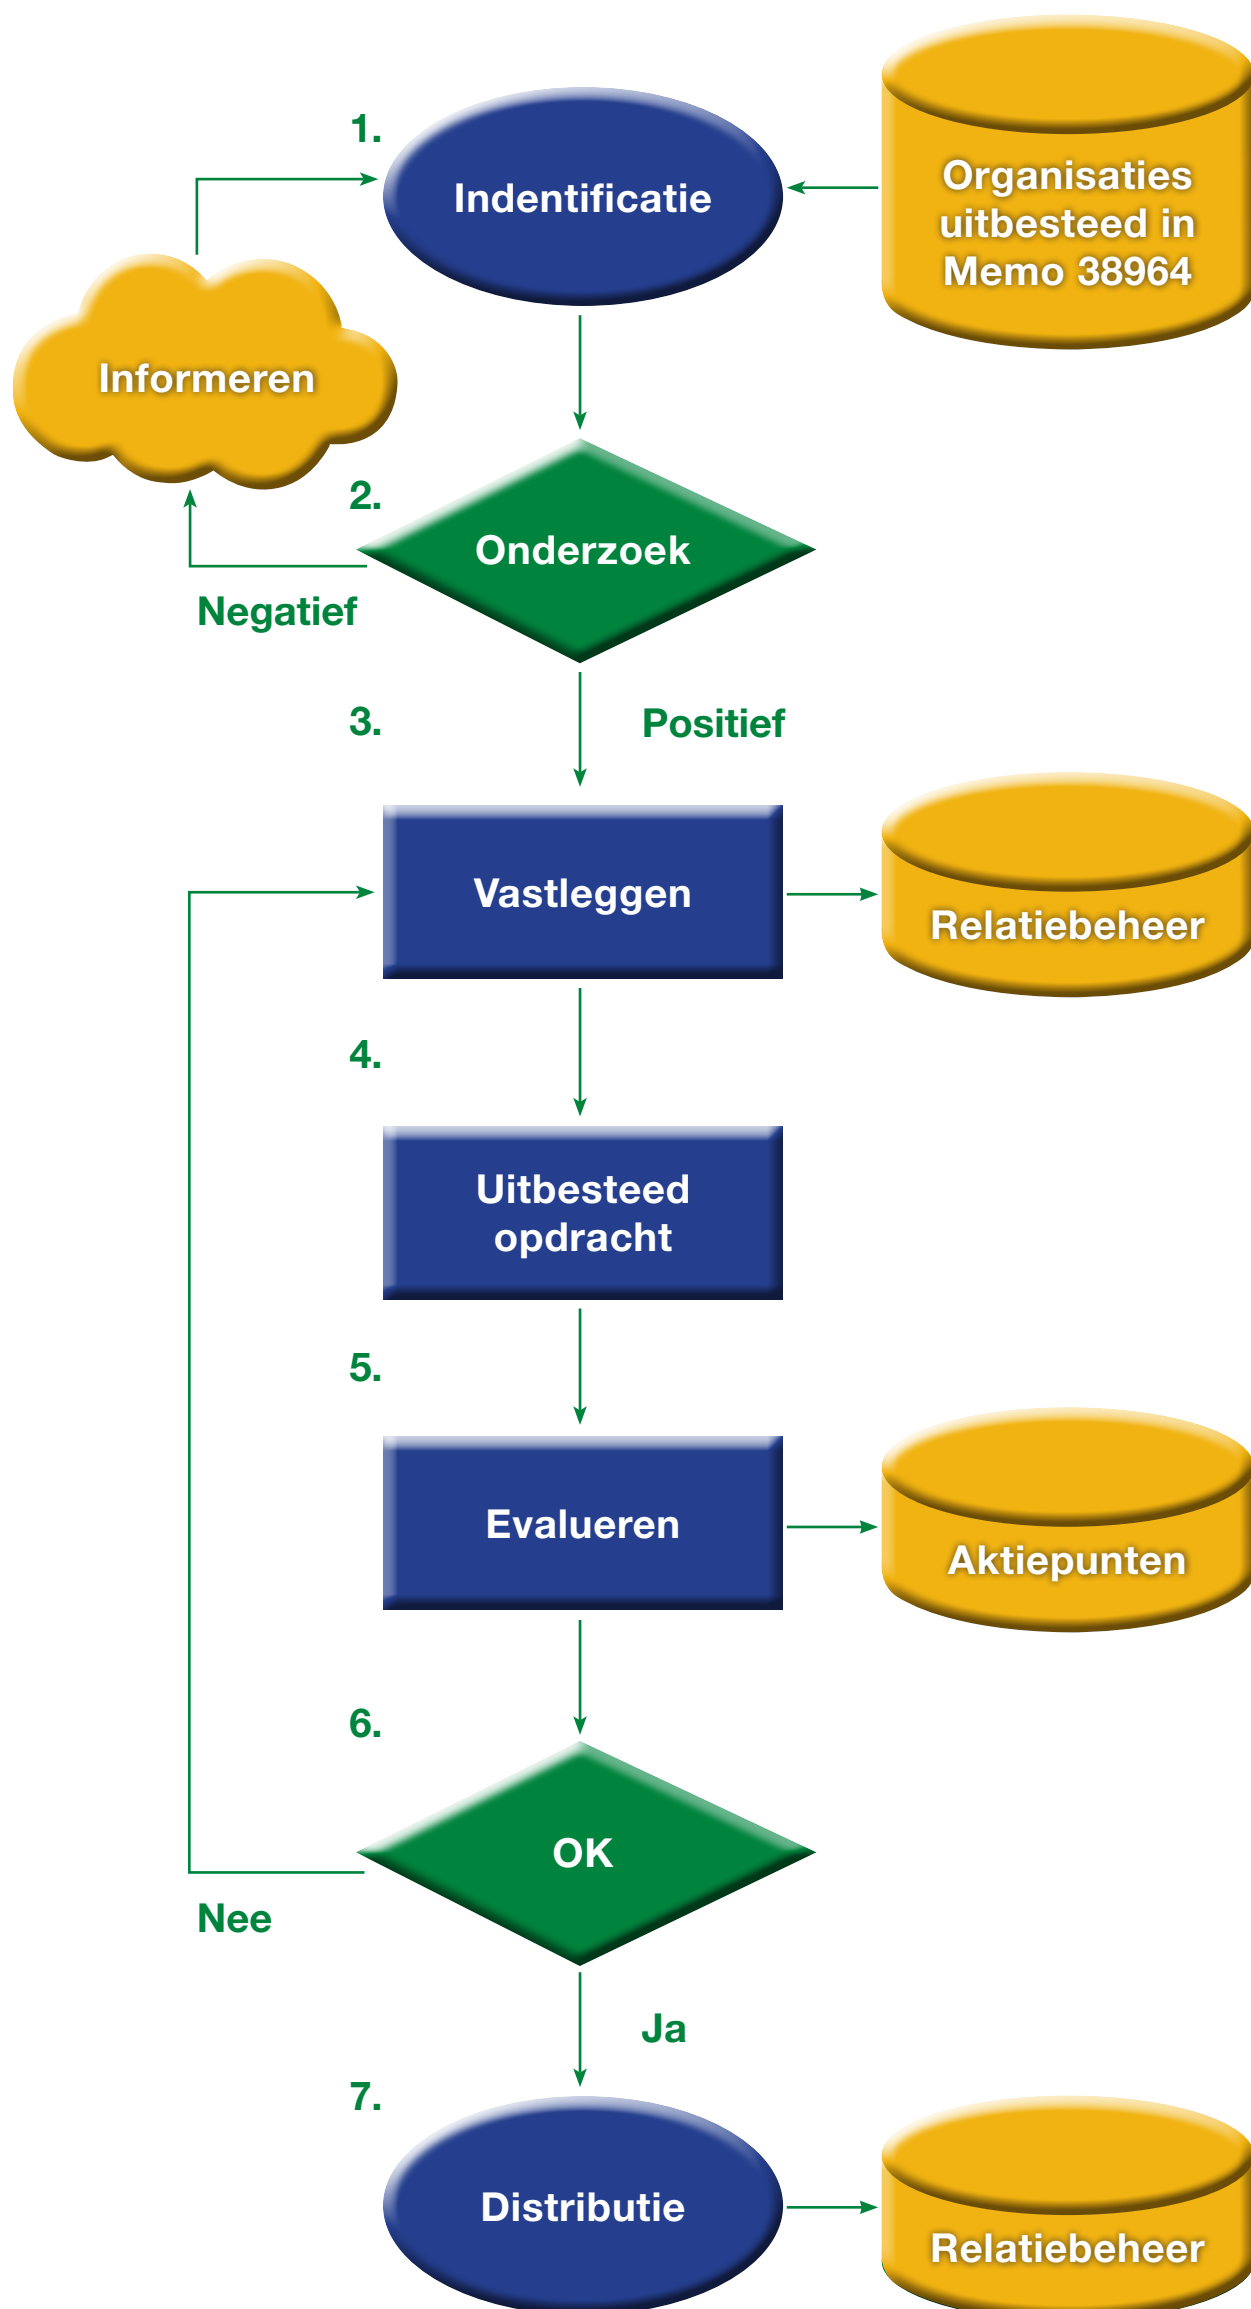 1.
Indentificatie
Organisaties
uitbesteed in
Memo 38964
Informeren
2.
Onderzoek
Negatief
3.
Positief
Vastleggen
Relatiebeheer
4.
Uitbesteed
opdracht
5.
Evalueren
Aktiepunten
6.
OK
Nee
Ja
7.
Distributie
Relatiebeheer